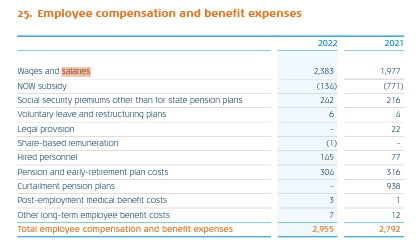 25. Employee compensation and benefit expenses
2022 2021
Wages and salaries 2,383 1,977
NOW subsidy (134) (771)
Social security premiums other than for state pension plans 242 216
Voluntary leave and restructuring plans 6 4
Legal provision - 22
Share-based remuneration (1) -
Hired personnel 145 77
Pension and early-retirement plan costs 304 316
Curtailment pension plans - 938
Post-employment medical benefit costs 3 1
Other long-term employee benefit costs 7 12
Total employee compensation and benefit expenses 2,955 2,792